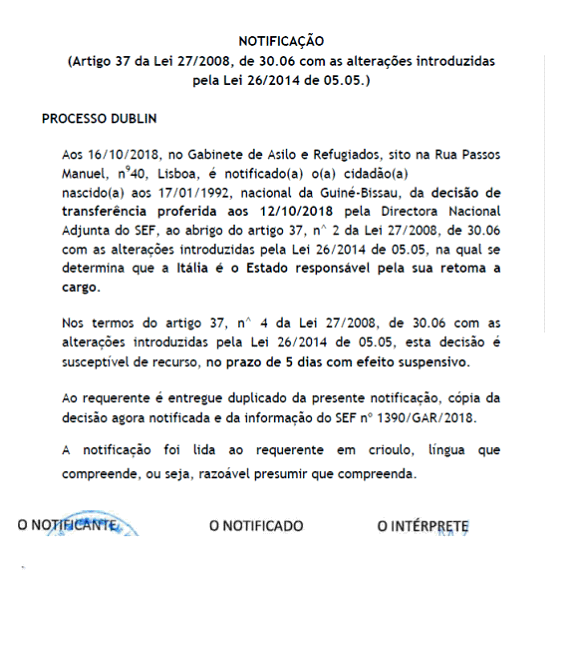 NOTIFICAÇÃO
(Artigo 37 da Lei 27/2008, de 30.06 com as alterações introduzidas
pela Lei 26/2014 de 05.05.)
PROCESSO DUBLIN
Aos 16/10/2018, no Gabinete de Asilo e Refugiados, sito na Rua Passos
Manuel, nº40, Lisboa, é notificado(a) o(a) cidadão(a)
nascido(a) aos 17/01/1992, nacional da Guiné-Bissau, da decisão de
transferência proferida aos 12/10/2018 pela Directora Nacional
Adjunta do SEF, ao abrigo do artigo 37, n^ 2 da Lei 27/2008, de 30.06
com as alterações introduzidas pela Lei 26/2014 de 05.05, na qual se
determina que a Itália é o Estado responsável pela sua retoma a
cargo.
Nos termos do artigo 37, n^ 4 da Lei 27/2008, de 30.06 com as
alterações introduzidas pela Lei 26/2014 de 05.05, esta decisão é
susceptível de recurso, no prazo de 5 dias com efeito suspensivo.
Ao requerente é entregue duplicado da presente notificação, cópia da
decisão agora notificada e da informação do SEF nº 1390/GAR/2018.
A notificação foi lida ao requerente em crioulo, língua que
compreende, ou seja, razoável presumir que compreenda.
O NOTIFICANTE O NOTIFICADO O INTÉRPRETE